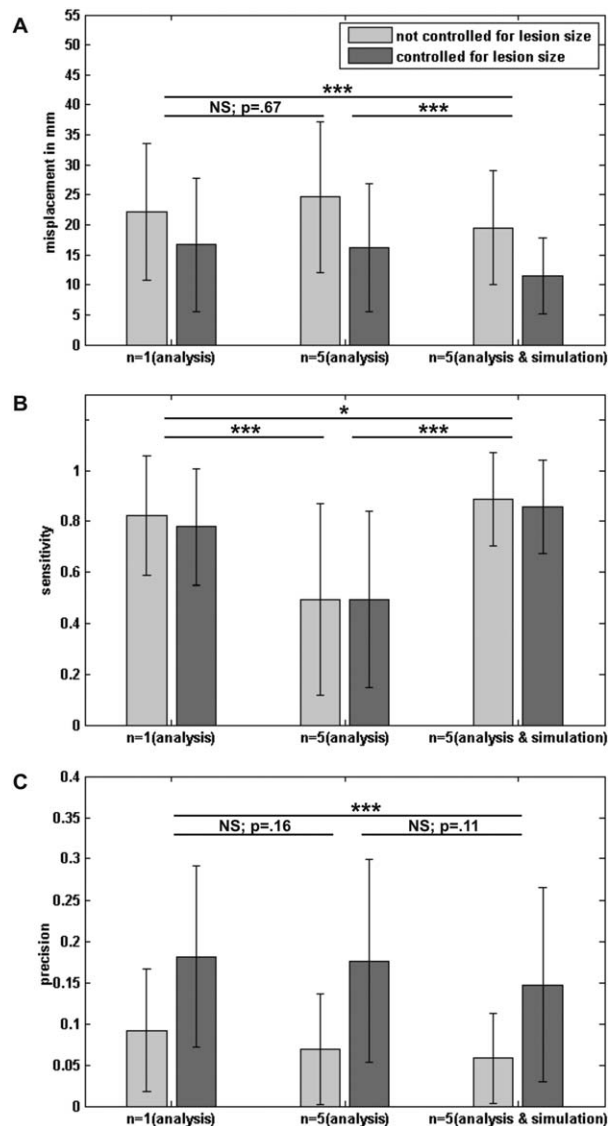 A
55
50
45
40
35
30
25
20
15
10
5
0
misplacement in mm
not controlled for lesion size
controlled for lesion size
***
NS; p=.67
***
n=1(analysis)
n=5(analysis)
n=5(analysis & simulation)
B
1
0.8
0.6
0.4
0.2
0
sensitivity
*
***
***
n=1(analysis)
n=5(analysis)
n=5(analysis & simulation)
C
0.4
0.35
0.3
0.25
0.2
0.15
0.1
0.05
0
precision
***
NS; p=.16
NS; p=.11
n=1(analysis)
n=5(analysis)
n=5(analysis & simulation)